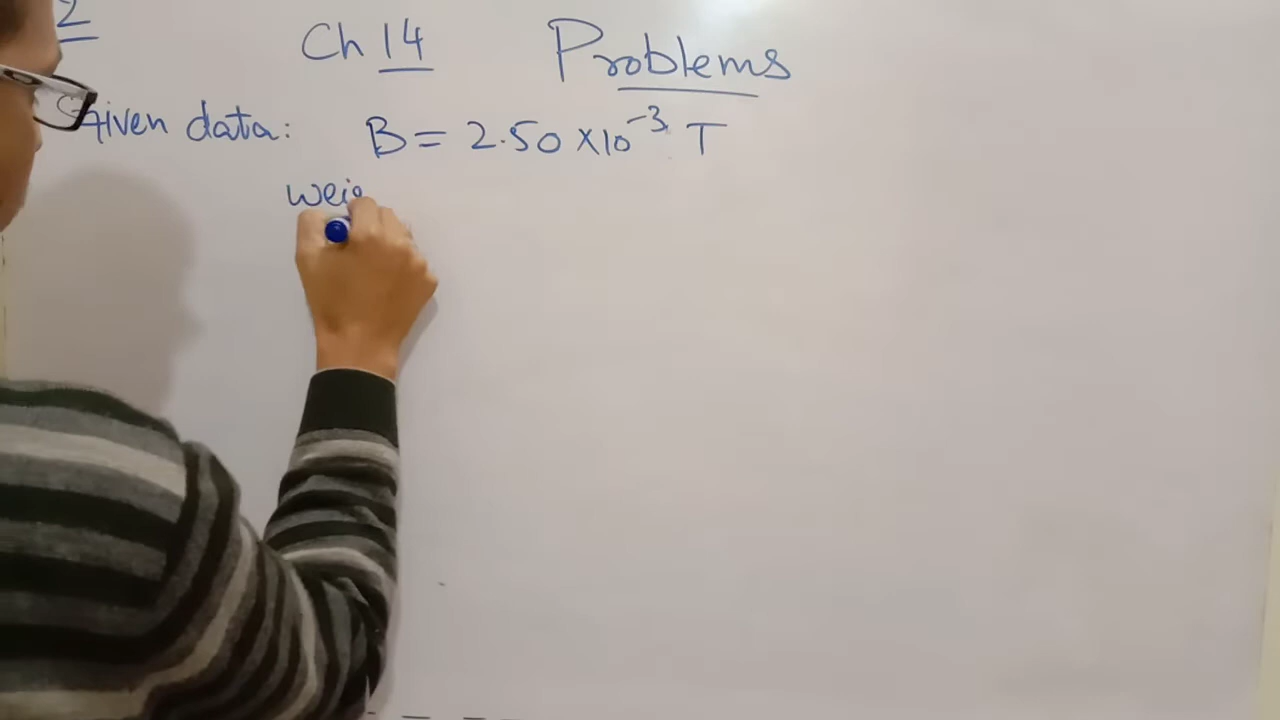 2
Ch 14 Problems
Given data: B = 2.50 ×10⁻³ T
wei